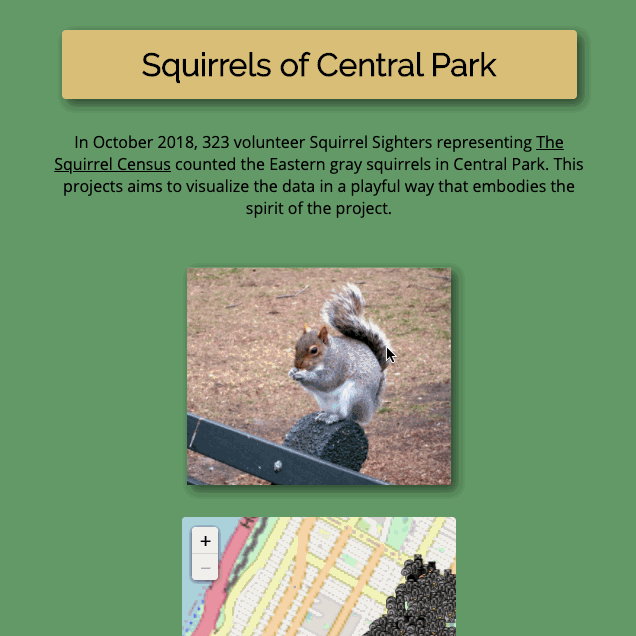 Squirrels of Central Park
In October 2018, 323 volunteer Squirrel Sighters representing The
Squirrel Census counted the Eastern gray squirrels in Central Park. This
projects aims to visualize the data in a playful way that embodies the
spirit of the project.
+
−